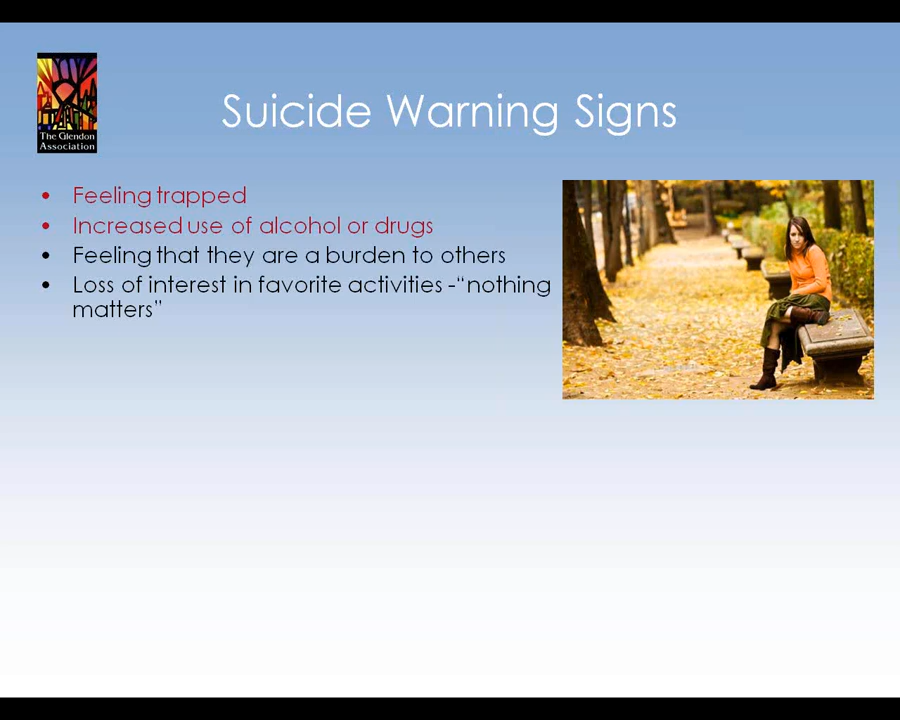 The Glendon
Association
Suicide Warning Signs
• Feeling trapped
• Increased use of alcohol or drugs
• Feeling that they are a burden to others
• Loss of interest in favorite activities -“nothing
matters”